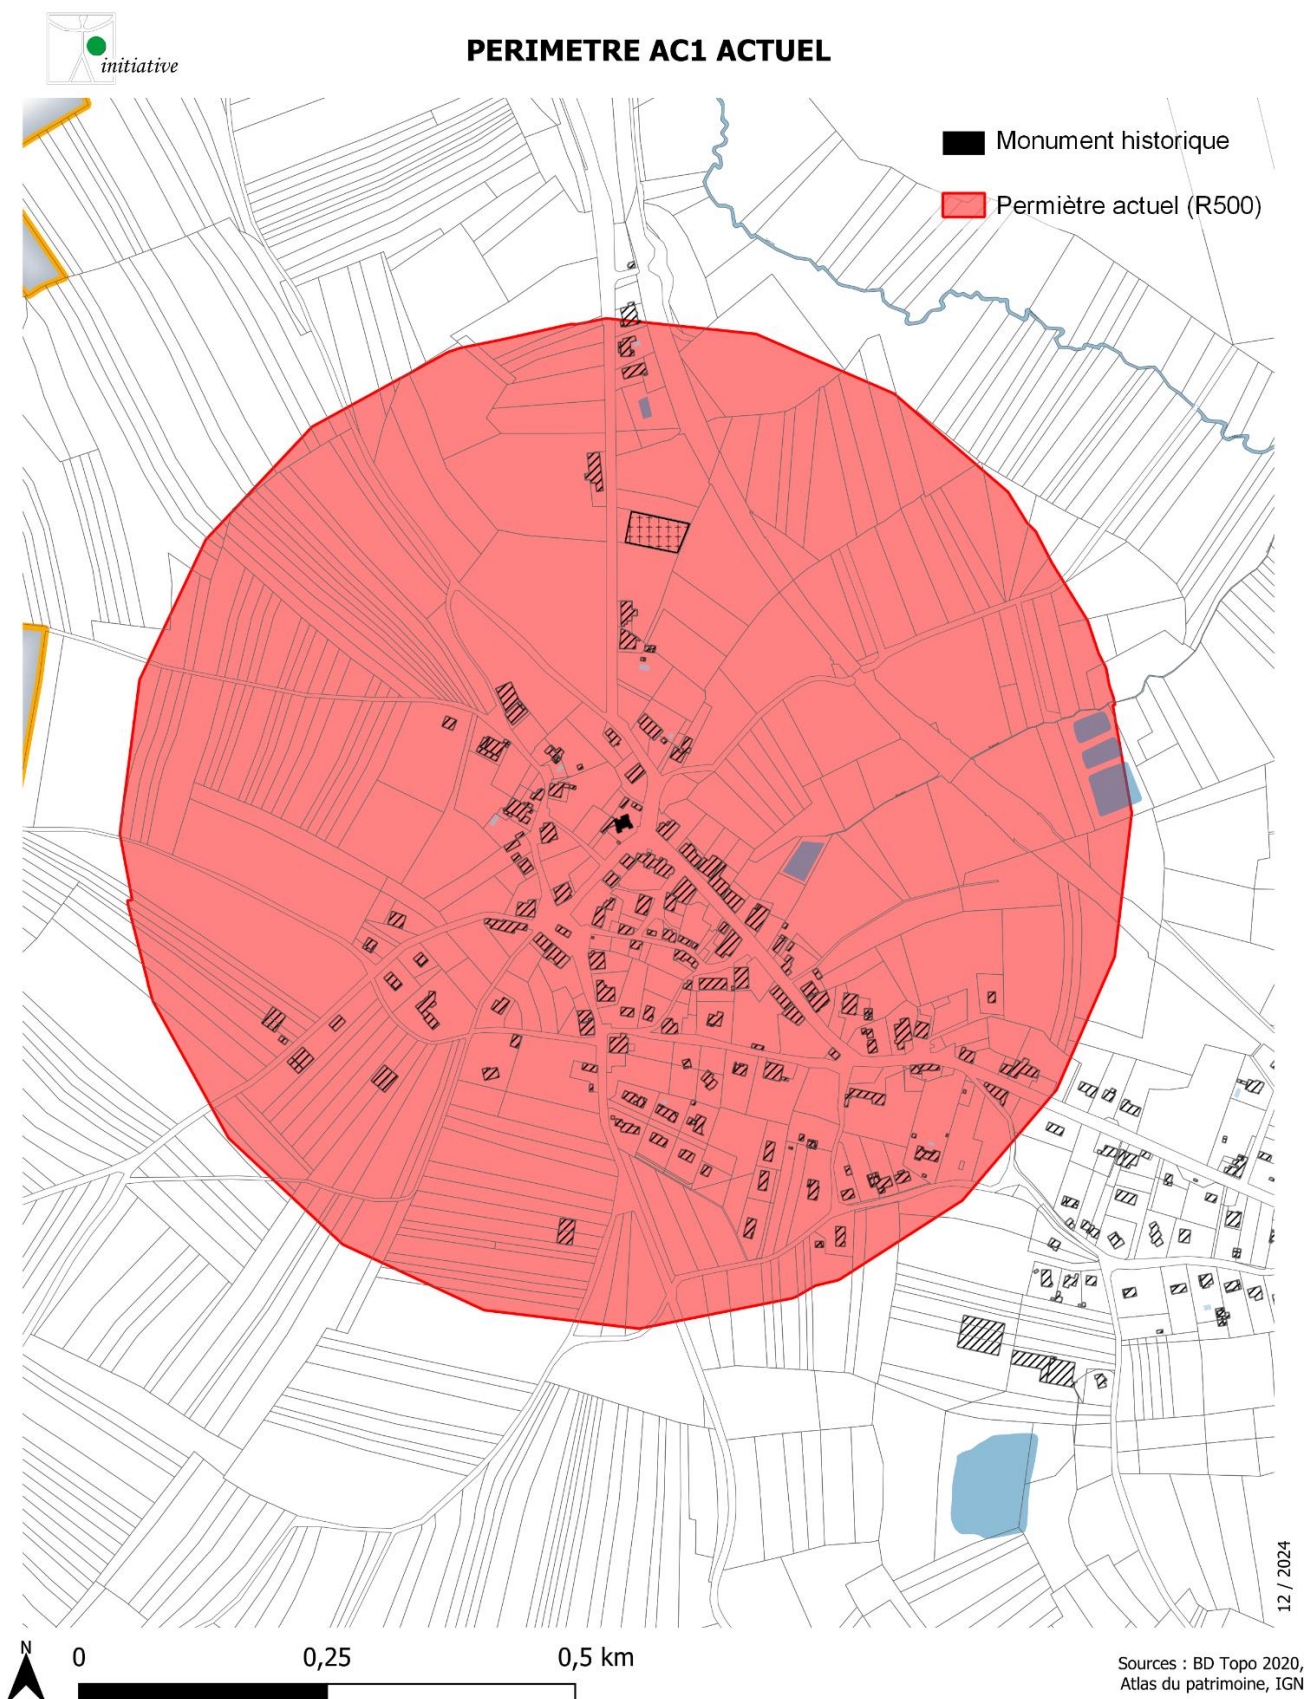 initiative
PERIMETRE AC1 ACTUEL
Monument historique
Permiètre actuel (R500)
12 / 2024
N
0 0,25 0,5 km
Sources : BD Topo 2020,
Atlas du patrimoine, IGN